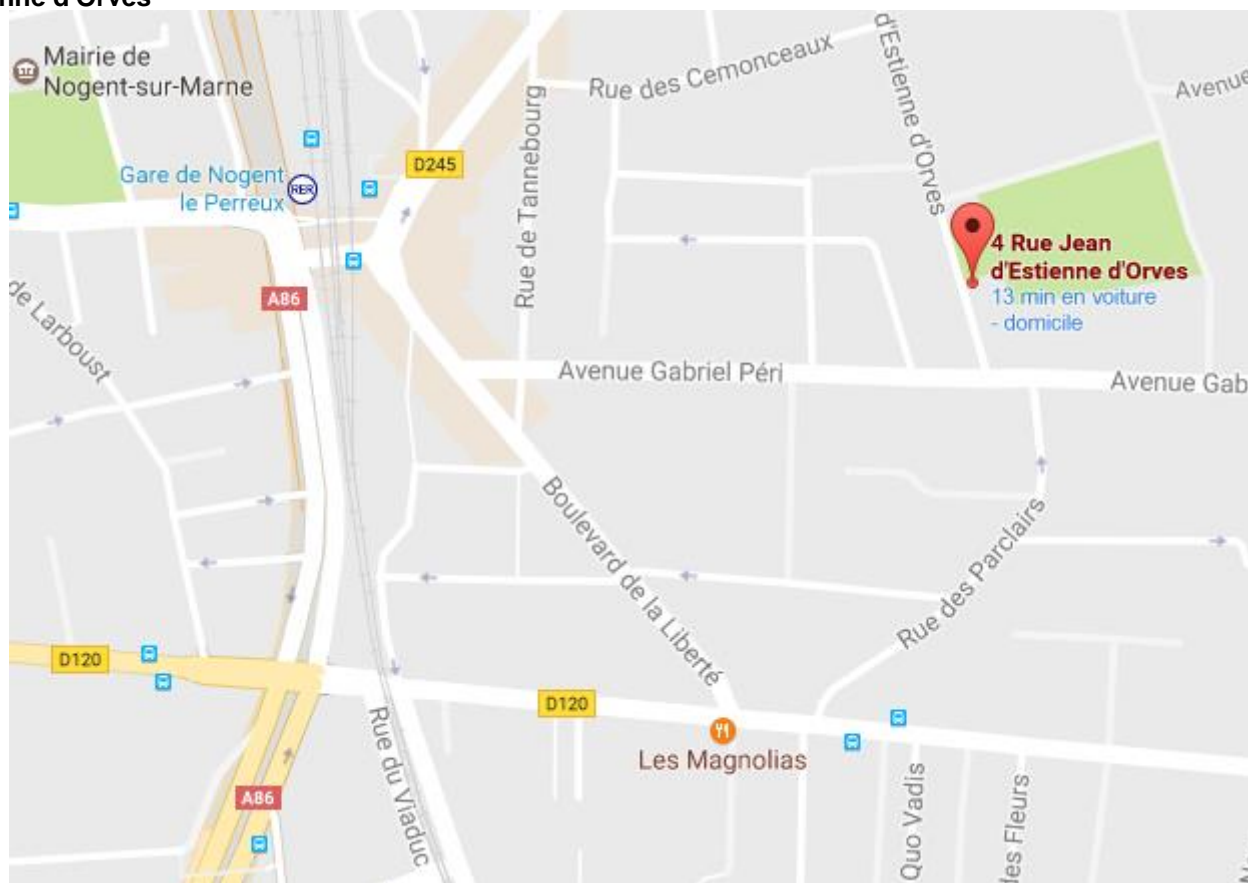 Mairie de
Nogent-sur-Marne
Gare de Nogent
le Perreux
RER
D245
Rue des Cemonceaux
d'Estienne d'Orves
Avenue
Rue de Tannebourg
4 Rue Jean
d'Estienne d'Orves
13 min en voiture
- domicile
A86
de Larboust
Avenue Gabriel Péri
Avenue Gab
Boulevard de la Liberté
Rue des Parclairs
D120
D120
Rue du Viaduc
Les Magnolias
A86
Quo Vadis
des Fleurs